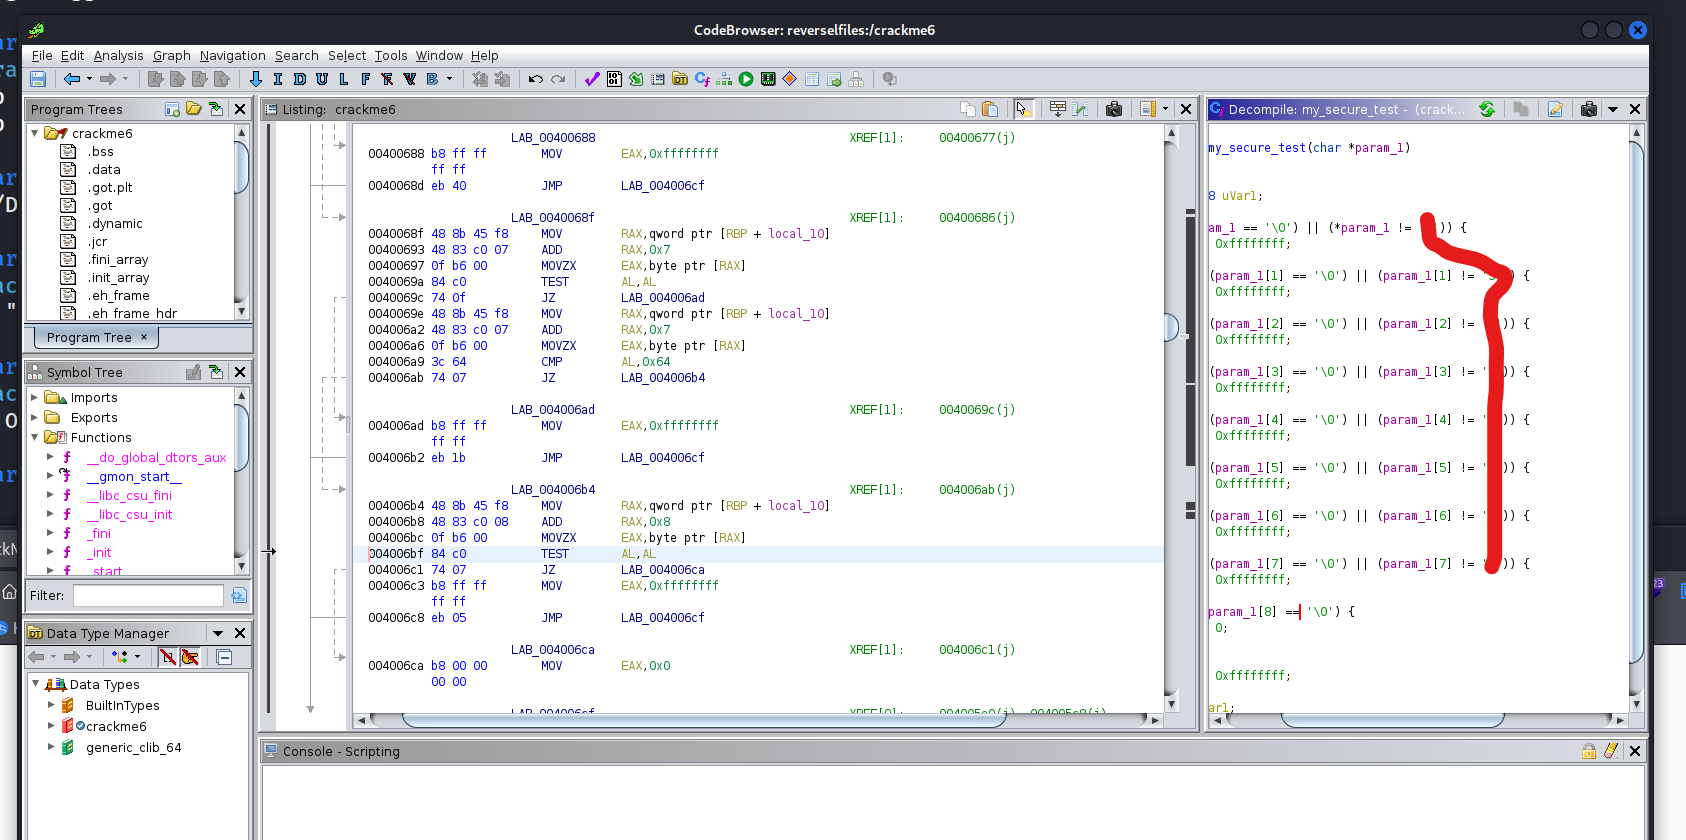 CodeBrowser: reverselfiles:/crackme6
File Edit Analysis Graph Navigation Search Select Tools Window Help
I D U L F B
Program Trees
crackme6
.bss
.data
.got.plt
.got
.dynamic
.jcr
.fini_array
.init_array
.eh_frame
.eh_frame_hdr
Program Tree ×
Symbol Tree
Imports
Exports
Functions
f __do_global_dtors_aux
f __gmon_start__
f __libc_csu_fini
f __libc_csu_init
f _fini
f _init
f _start
Filter:
Data Type Manager
Data Types
BuiltInTypes
crackme6
generic_clib_64
Listing: crackme6
LAB_00400688 XREF[1]: 00400677(j)
00400688 b8 ff ff MOV EAX,0xffffffff
ff ff
0040068d eb 40 JMP LAB_004006cf
LAB_0040068f XREF[1]: 00400686(j)
0040068f 48 8b 45 f8 MOV RAX,qword ptr [RBP + local_10]
00400693 48 83 c0 07 ADD RAX,0x7
00400697 0f b6 00 MOVZX EAX,byte ptr [RAX]
0040069a 84 c0 TEST AL,AL
0040069c 74 0f JZ LAB_004006ad
0040069e 48 8b 45 f8 MOV RAX,qword ptr [RBP + local_10]
004006a2 48 83 c0 07 ADD RAX,0x7
004006a6 0f b6 00 MOVZX EAX,byte ptr [RAX]
004006a9 3c 64 CMP AL,0x64
004006ab 74 07 JZ LAB_004006b4
LAB_004006ad XREF[1]: 0040069c(j)
004006ad b8 ff ff MOV EAX,0xffffffff
ff ff
004006b2 eb 1b JMP LAB_004006cf
LAB_004006b4 XREF[1]: 004006ab(j)
004006b4 48 8b 45 f8 MOV RAX,qword ptr [RBP + local_10]
004006b8 48 83 c0 08 ADD RAX,0x8
004006bc 0f b6 00 MOVZX EAX,byte ptr [RAX]
004006bf 84 c0 TEST AL,AL
004006c1 74 07 JZ LAB_004006ca
004006c3 b8 ff ff MOV EAX,0xffffffff
ff ff
004006c8 eb 05 JMP LAB_004006cf
LAB_004006ca XREF[1]: 004006c1(j)
004006ca b8 00 00 MOV EAX,0x0
00 00
Decompile: my_secure_test - (crack...
my_secure_test(char *param_1)
8 uVar1;
am_1 == '\0') || (*param_1 != )) {
0xffffffff;
(param_1[1] == '\0') || (param_1[1] != )) {
0xffffffff;
(param_1[2] == '\0') || (param_1[2] != )) {
0xffffffff;
(param_1[3] == '\0') || (param_1[3] != )) {
0xffffffff;
(param_1[4] == '\0') || (param_1[4] != )) {
0xffffffff;
(param_1[5] == '\0') || (param_1[5] != )) {
0xffffffff;
(param_1[6] == '\0') || (param_1[6] != )) {
0xffffffff;
(param_1[7] == '\0') || (param_1[7] != )) {
0xffffffff;
param_1[8] == '\0') {
0;
0xffffffff;
ar1;
Console - Scripting